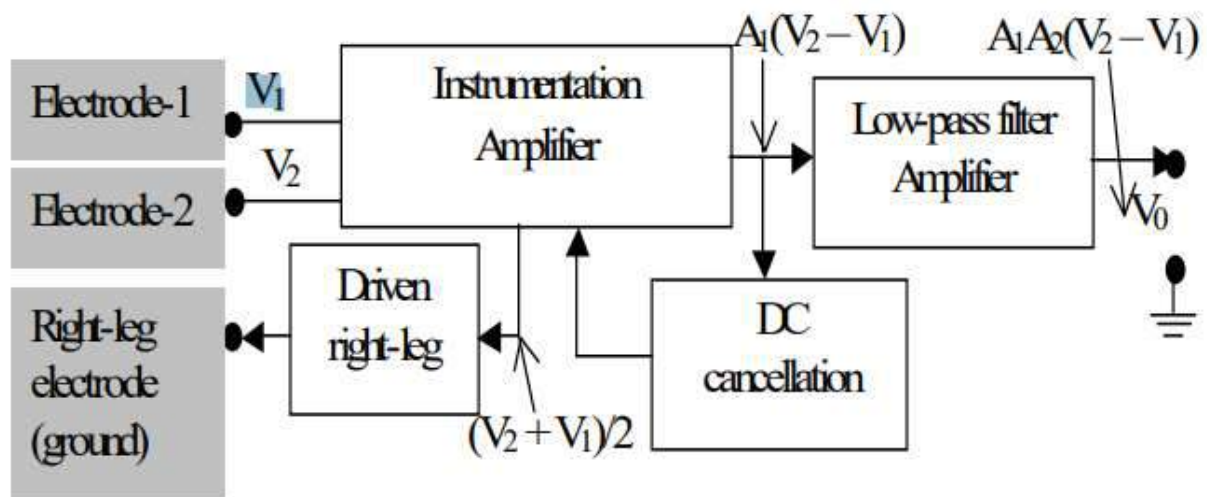 Electrode-1
V₁
Electrode-2
V₂
Right-leg
electrode
(ground)
Instrumentation
Amplifier
A₁(V₂ – V₁)
A₁A₂(V₂ – V₁)
Low-pass filter
Amplifier
V₀
Driven
right-leg
(V₂ + V₁)/2
DC
cancellation